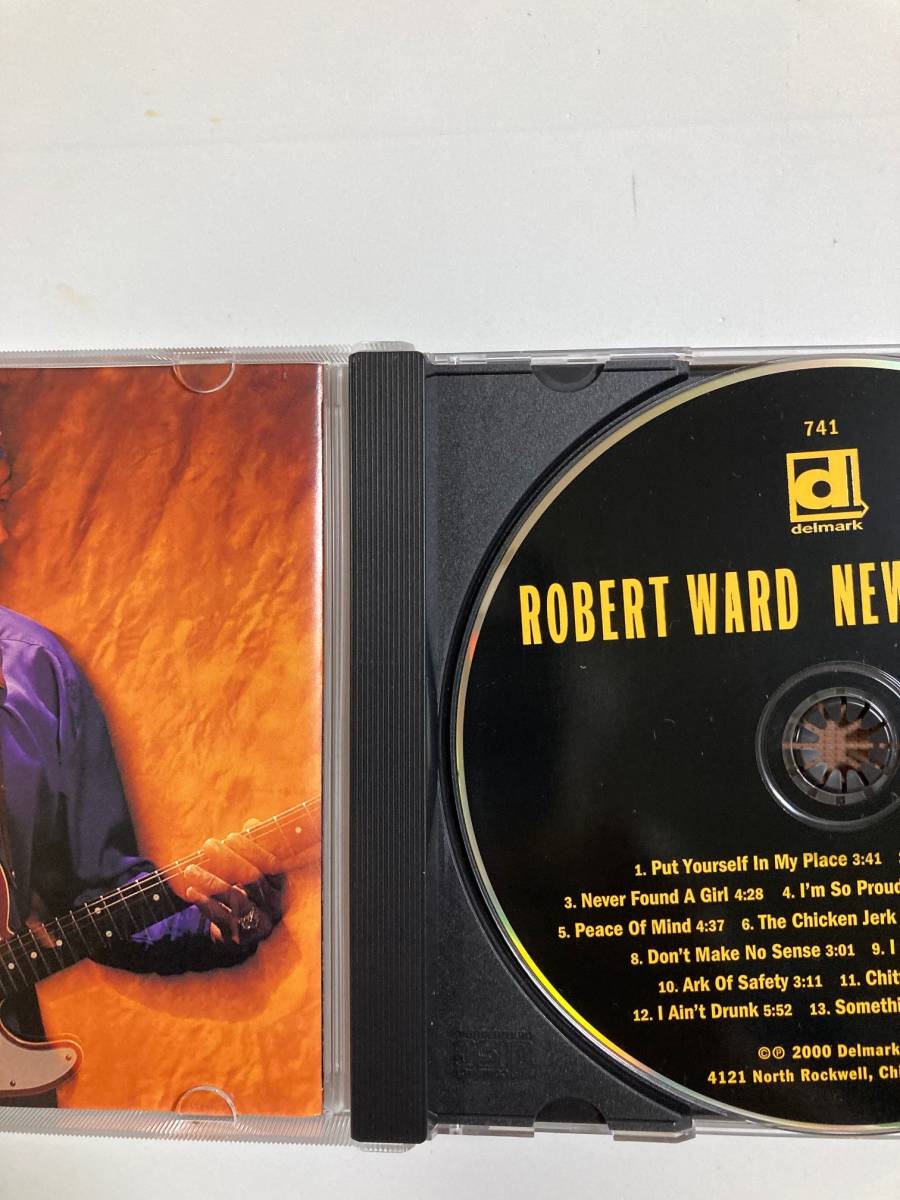 741
delmark
ROBERT WARD NEW
1. Put Yourself In My Place 3:41
3. Never Found A Girl 4:28 4. I'm So Proud
5. Peace Of Mind 4:37 6. The Chicken Jerk
8. Don't Make No Sense 3:01 9. I
10. Ark Of Safety 3:11 11. Chitt
12. I Ain't Drunk 5:52 13. Somethi
©℗ 2000 Delmark
4121 North Rockwell, Chi